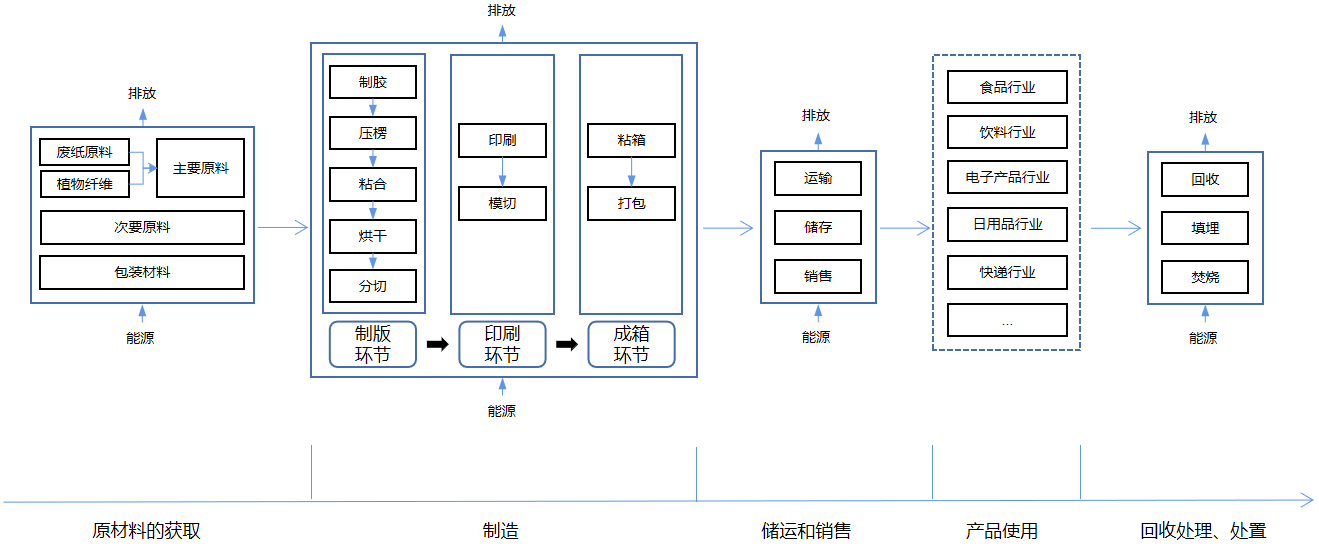 排放
废纸原料
植物纤维
主要原料
次要原料
包装材料
能源
排放
制胶
压楞
粘合
烘干
分切
制版
环节
印刷
模切
印刷
环节
粘箱
打包
成箱
环节
能源
排放
运输
储存
销售
能源
食品行业
饮料行业
电子产品行业
日用品行业
快递行业
...
排放
回收
填埋
焚烧
能源
原材料的获取
制造
储运和销售
产品使用
回收处理、处置